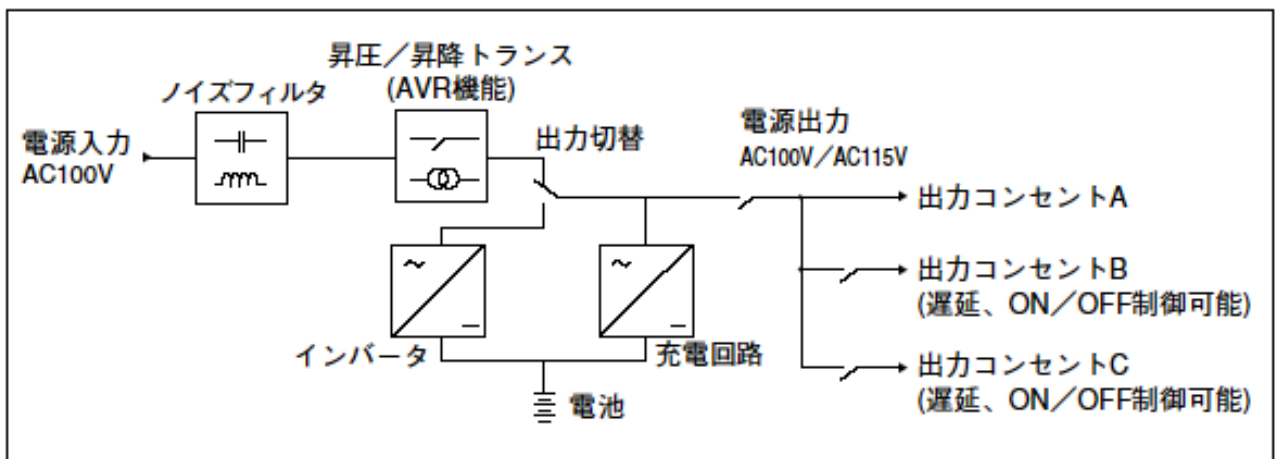 昇圧／昇降トランス
(AVR機能)
ノイズフィルタ
電源入力
AC100V
出力切替
電源出力
AC100V／AC115V
出力コンセントA
出力コンセントB
(遅延、ON／OFF制御可能)
インバータ
充電回路
出力コンセントC
(遅延、ON／OFF制御可能)
電池